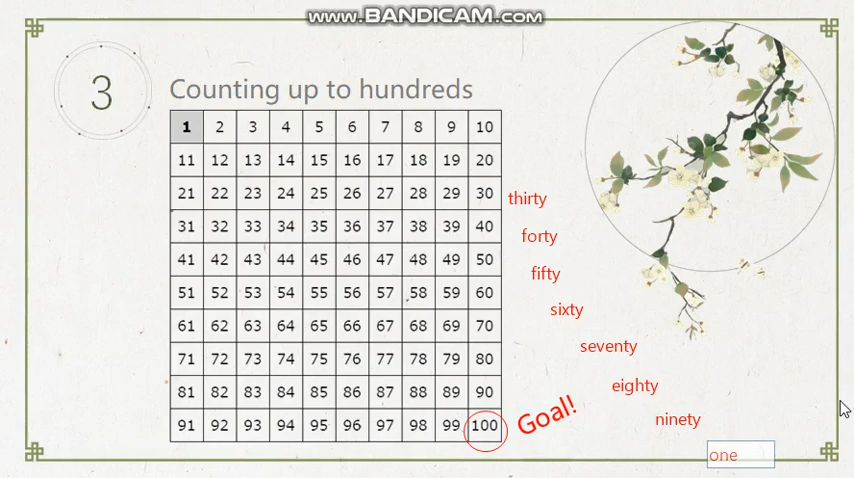 www.BANDICAM.com
3
Counting up to hundreds
1 2 3 4 5 6 7 8 9 10
11 12 13 14 15 16 17 18 19 20
21 22 23 24 25 26 27 28 29 30
thirty
31 32 33 34 35 36 37 38 39 40
forty
41 42 43 44 45 46 47 48 49 50
fifty
51 52 53 54 55 56 57 58 59 60
sixty
61 62 63 64 65 66 67 68 69 70
seventy
71 72 73 74 75 76 77 78 79 80
eighty
81 82 83 84 85 86 87 88 89 90
ninety
91 92 93 94 95 96 97 98 99 100
Goal!
one